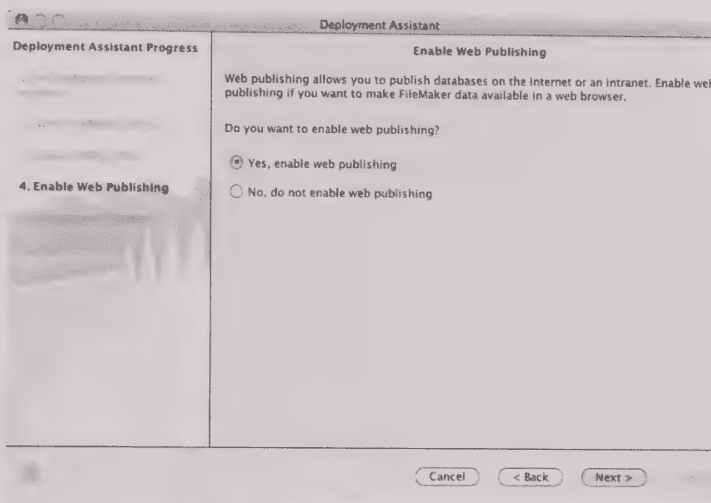 Deployment Assistant
Deployment Assistant Progress
4. Enable Web Publishing
Enable Web Publishing
Web publishing allows you to publish databases on the Internet or an intranet. Enable web
publishing if you want to make FileMaker data available in a web browser.
Do you want to enable web publishing?
Yes, enable web publishing
No, do not enable web publishing
Cancel
< Back
Next >